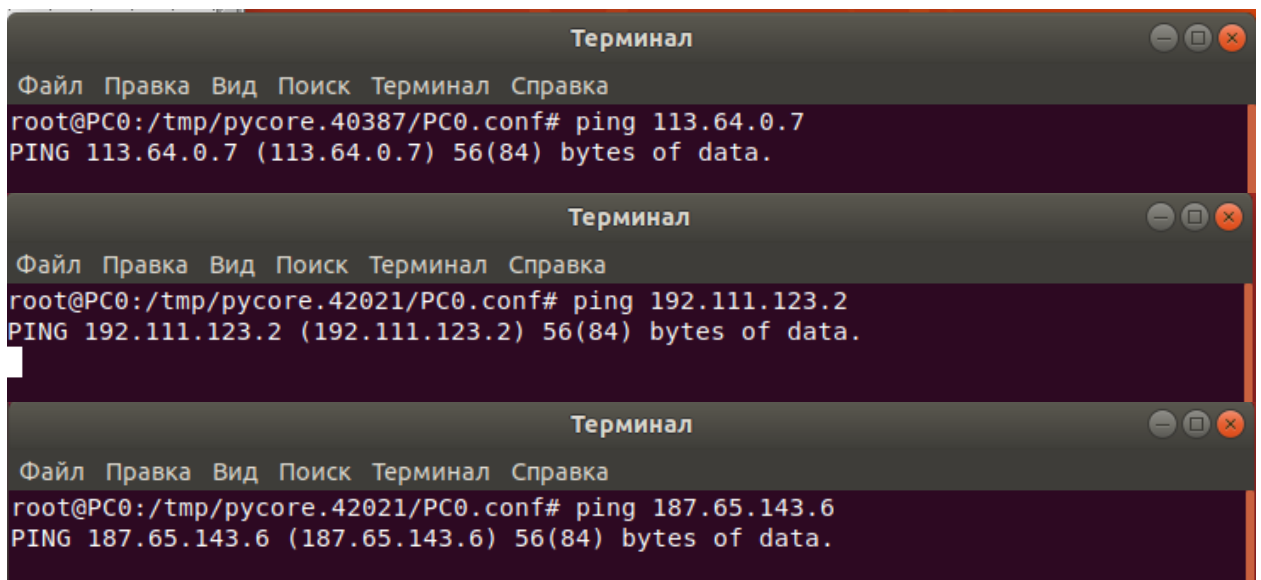 Терминал
Файл Правка Вид Поиск Терминал Справка
root@PC0:/tmp/pycore.40387/PC0.conf# ping 113.64.0.7
PING 113.64.0.7 (113.64.0.7) 56(84) bytes of data.
Терминал
Файл Правка Вид Поиск Терминал Справка
root@PC0:/tmp/pycore.42021/PC0.conf# ping 192.111.123.2
PING 192.111.123.2 (192.111.123.2) 56(84) bytes of data.
Терминал
Файл Правка Вид Поиск Терминал Справка
root@PC0:/tmp/pycore.42021/PC0.conf# ping 187.65.143.6
PING 187.65.143.6 (187.65.143.6) 56(84) bytes of data.